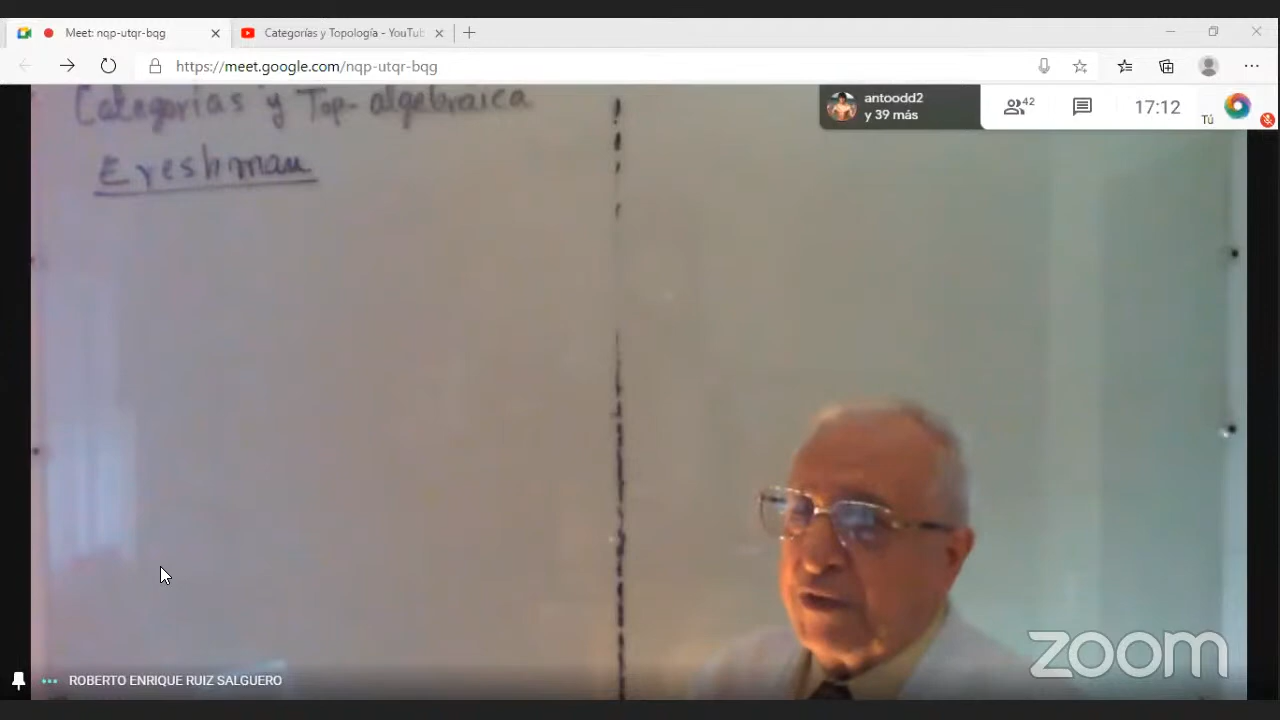 Meet: nqp-utqr-bqg
Categorías y Topología - YouTub
https://meet.google.com/nqp-utqr-bqg
antoodd2
y 39 más
42
17:12
Tú
Categorías y Top-algebraica
Ereshman
ROBERTO ENRIQUE RUIZ SALGUERO
zoom